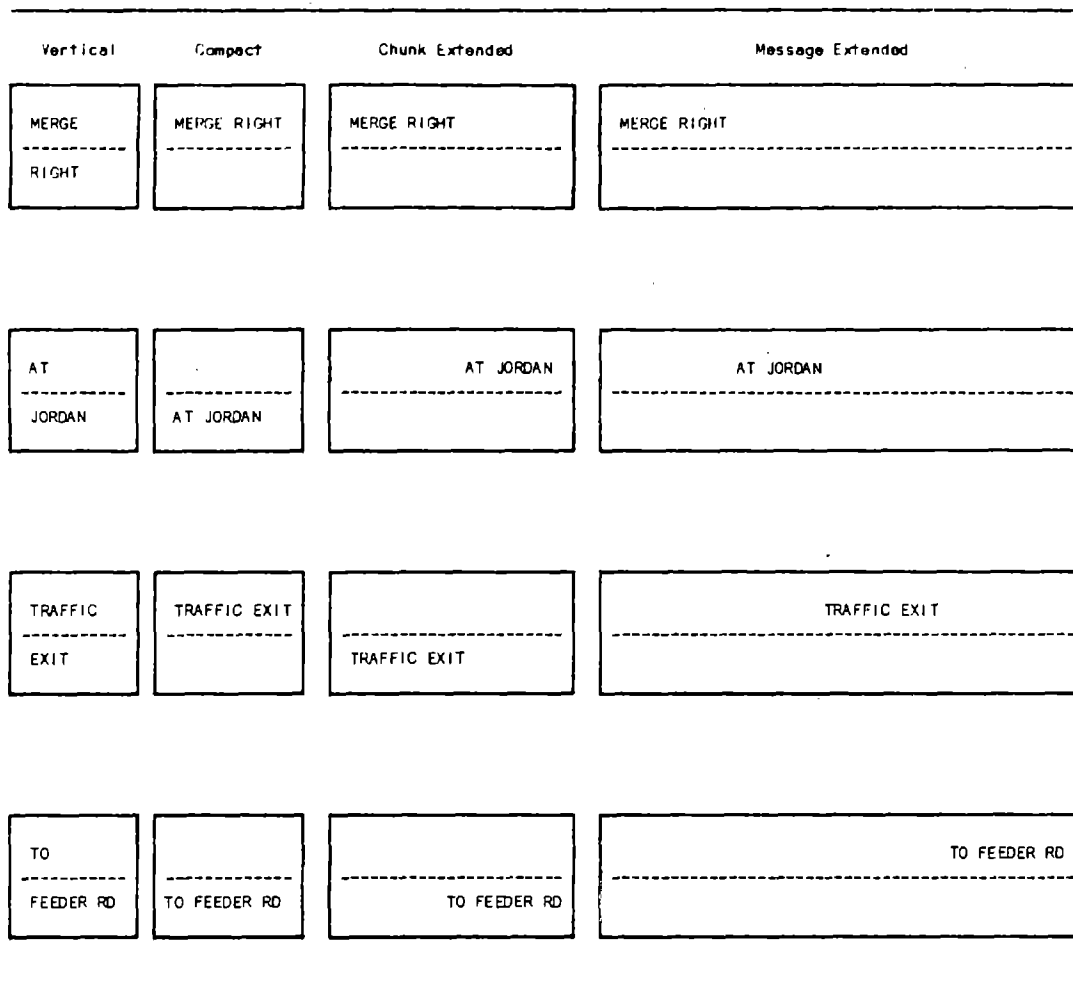 Vertical Compact Chunk Extended Message Extended
MERGE MERGE RIGHT MERGE RIGHT MERGE RIGHT
RIGHT
AT AT JORDAN AT JORDAN
JORDAN AT JORDAN
TRAFFIC TRAFFIC EXIT TRAFFIC EXIT
EXIT TRAFFIC EXIT
TO TO FEEDER RD
FEEDER RD TO FEEDER RD TO FEEDER RD